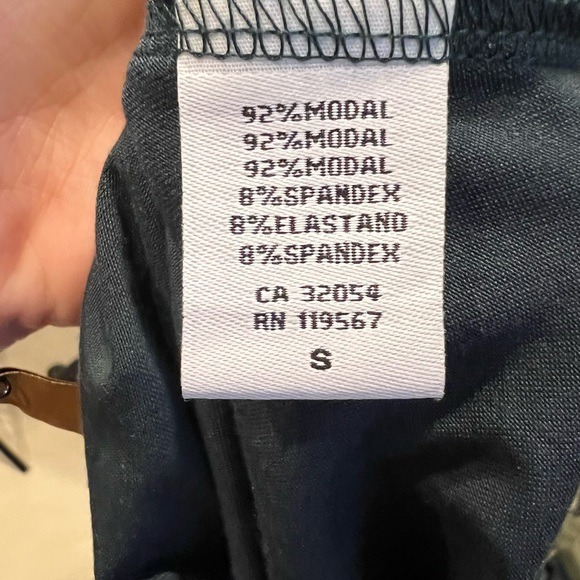 92%MODAL
92%MODAL
92%MODAL
8%SPANDEX
8%ELASTANO
8%SPANDEX
CA 32054
RN 119567
S